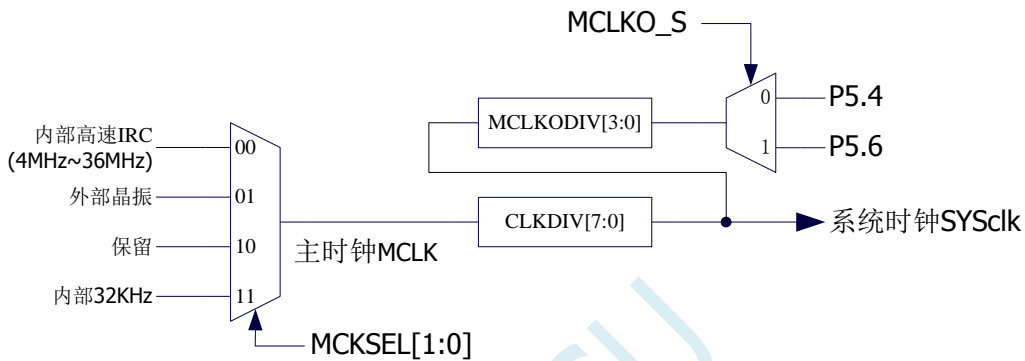 MCLKO_S
MCLKODIV[3:0]
0
P5.4
1
P5.6
内部高速IRC
(4MHz~36MHz)
00
外部晶振
01
保留
10
内部32KHz
11
主时钟MCLK
CLKDIV[7:0]
系统时钟SYSclk
MCKSEL[1:0]